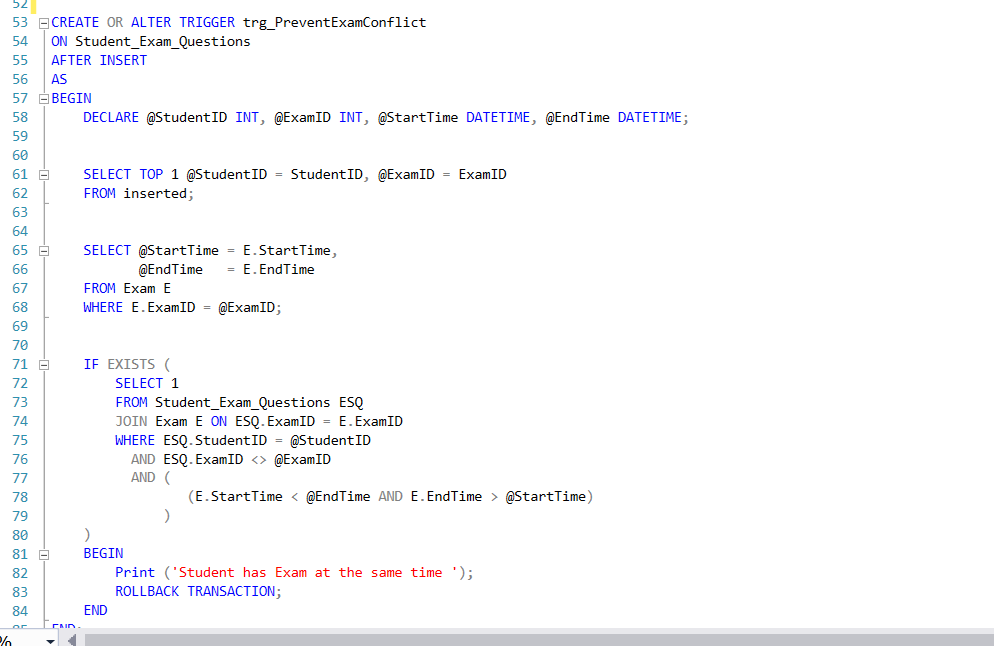 52
53 CREATE OR ALTER TRIGGER trg_PreventExamConflict
54 ON Student_Exam_Questions
55 AFTER INSERT
56 AS
57 BEGIN
58 DECLARE @StudentID INT, @ExamID INT, @StartTime DATETIME, @EndTime DATETIME;
59
60
61 SELECT TOP 1 @StudentID = StudentID, @ExamID = ExamID
62 FROM inserted;
63
64
65 SELECT @StartTime = E.StartTime,
66 @EndTime   = E.EndTime
67 FROM Exam E
68 WHERE E.ExamID = @ExamID;
69
70
71 IF EXISTS (
72 SELECT 1
73 FROM Student_Exam_Questions ESQ
74 JOIN Exam E ON ESQ.ExamID = E.ExamID
75 WHERE ESQ.StudentID = @StudentID
76 AND ESQ.ExamID <> @ExamID
77 AND (
78 (E.StartTime < @EndTime AND E.EndTime > @StartTime)
79 )
80 )
81 BEGIN
82 Print ('Student has Exam at the same time ');
83 ROLLBACK TRANSACTION;
84 END
85 END;
%